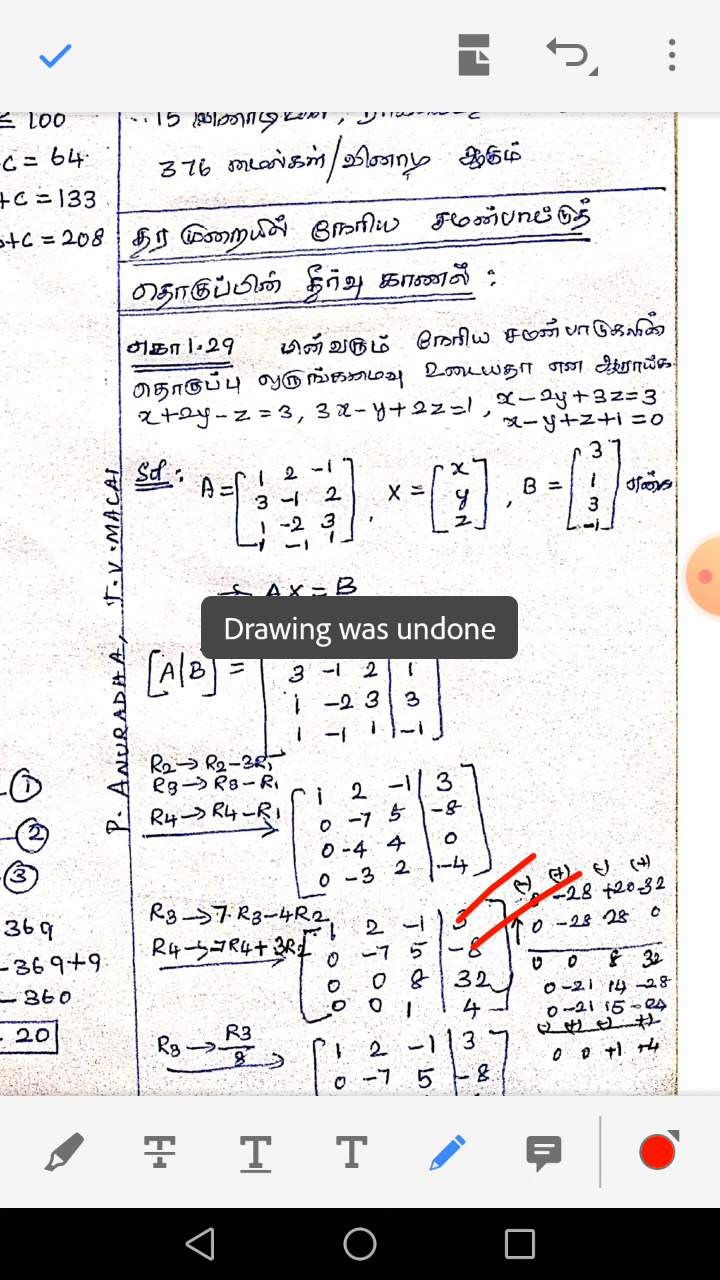 ≤ 100
c = 64
+c = 133
+c = 208
376 மைல்கள்/வினாடி ஆகும்
தர முறையில் நேரிய சமன்பாட்டுத்
தொகுப்பின் தீர்வு காணல் :
எகா 1.29 பின்வரும் நேரிய சமன்பாடுகளின்
தொகுப்பு ஒருங்கமைவு உடையதா என ஆராய்க
x+2y-z=3, 3x-y+2z=1, x-2y+3z=3
x-y+z+1=0
Sol: A= [1 2 -1 x B = 3
3 -1 2 , X = y , 1 என்க
1 -2 3 z 3
1 -1 1] -1
⇒ AX = B
Drawing was undone
[A|B] = 3 -1 2 | 1
1 -2 3 | 3
1 -1 1 | -1
P. ANURADHA, T.V.MALAI
R2→R2-3R1
R3→R3-R1
R4→R4-R1
1 2 -1 | 3
0 -7 5 | -8
0 -4 4 | 0
0 -3 2 | -4
①
②
③
369
-369+9
-360
20
R3→7.R3-4R2
R4→7R4+3R2
1 2 -1 | 3
0 -7 5 | -8
0 0 8 | 32
0 0 1 | 4
(-) (+) (-) (+)
-28 +20 -32
0 -28 28 0
0 0 8 32
0 -21 14 -28
0 -21 15 -24
(-) (+) (-) (+)
0 0 +1 +4
R3→R3/8
1 2 -1 | 3
0 -7 5 | -8
T T T